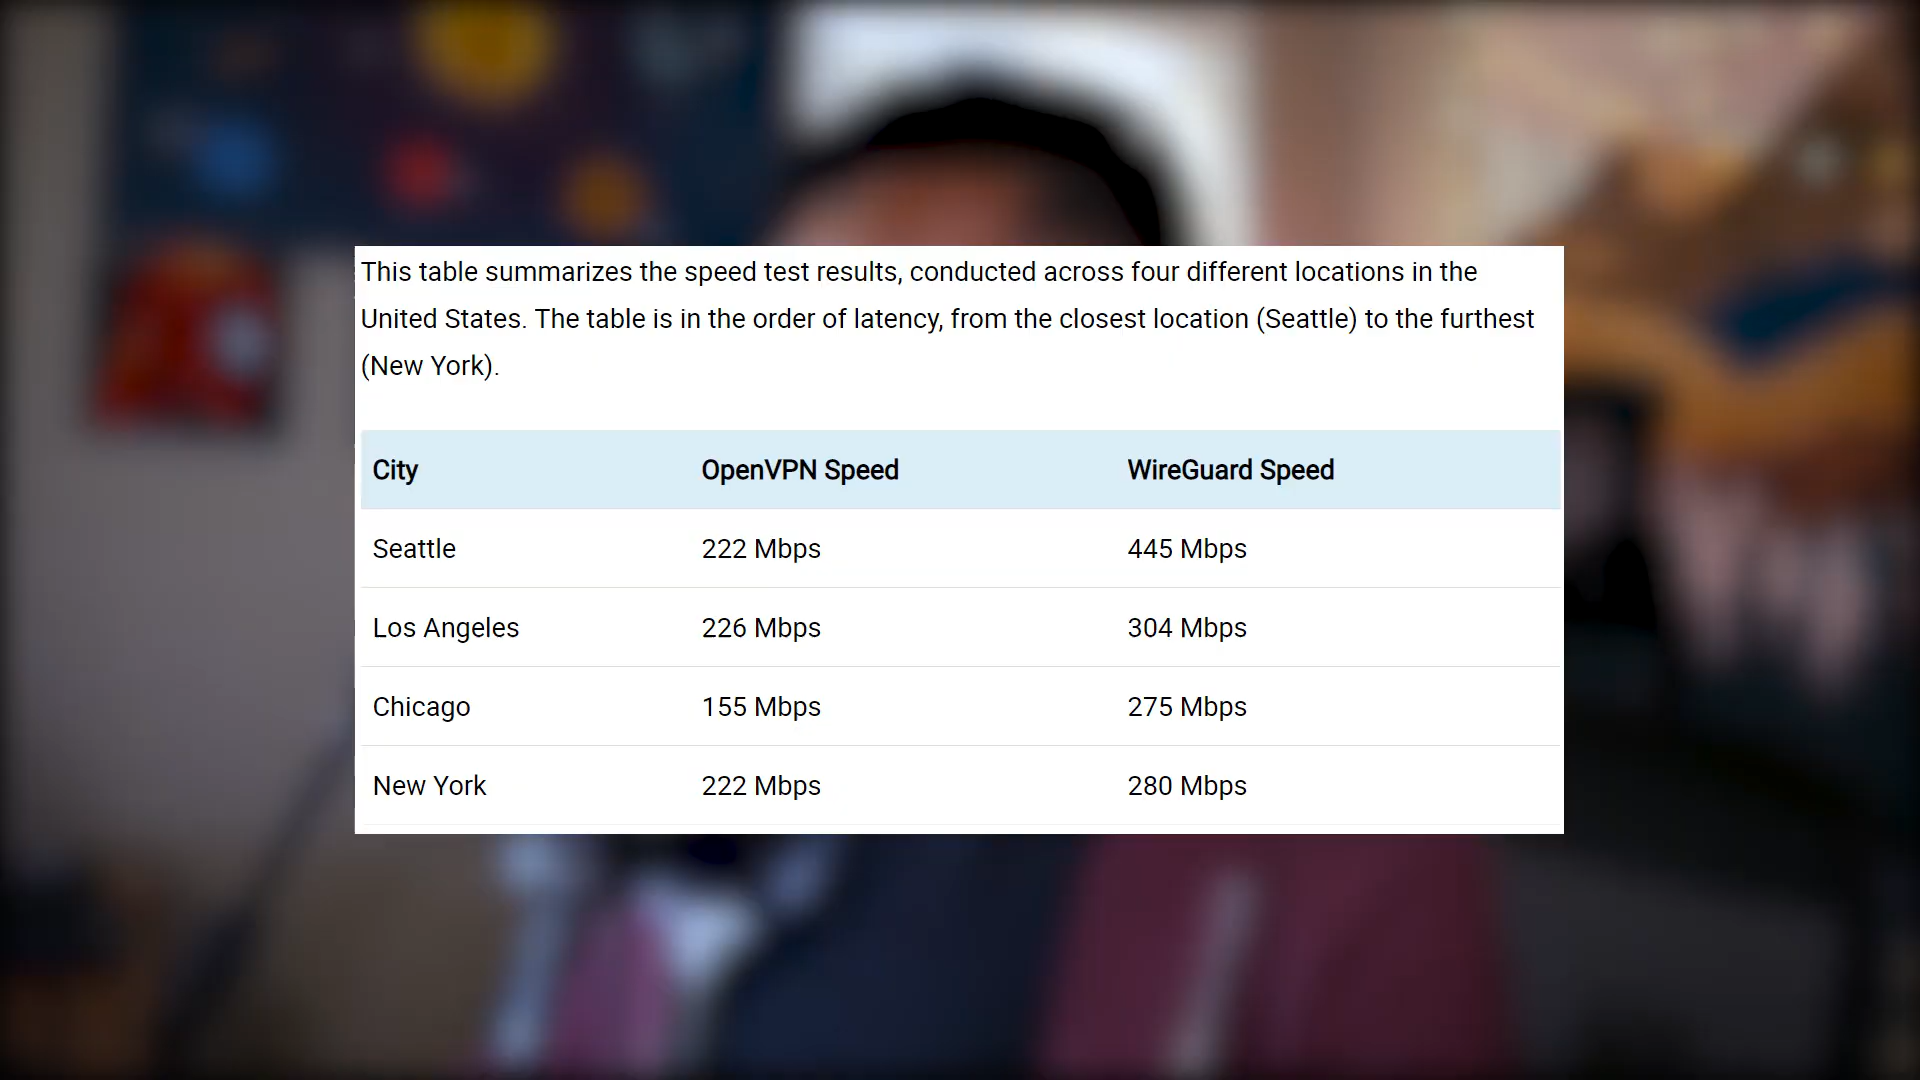 This table summarizes the speed test results, conducted across four different locations in the
United States. The table is in the order of latency, from the closest location (Seattle) to the furthest
(New York).
City OpenVPN Speed WireGuard Speed
Seattle 222 Mbps 445 Mbps
Los Angeles 226 Mbps 304 Mbps
Chicago 155 Mbps 275 Mbps
New York 222 Mbps 280 Mbps